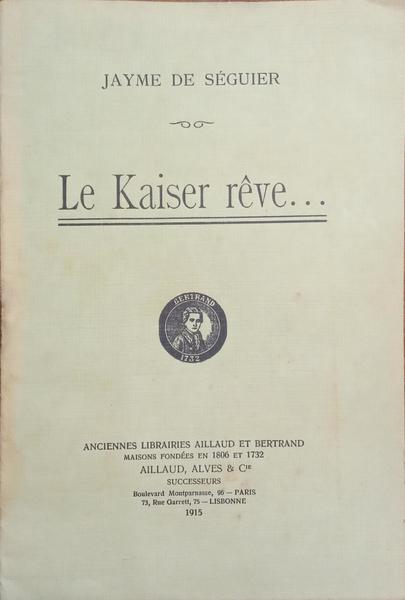 JAYME DE SÉGUIER
Le Kaiser rêve...
BERTRAND
1732
ANCIENNES LIBRAIRIES AILLAUD ET BERTRAND
MAISONS FONDÉES EN 1806 ET 1732
AILLAUD, ALVES & Cie
SUCCESSEURS
Boulevard Montparnasse, 96 — PARIS
73, Rue Garrett, 75 — LISBONNE
1915